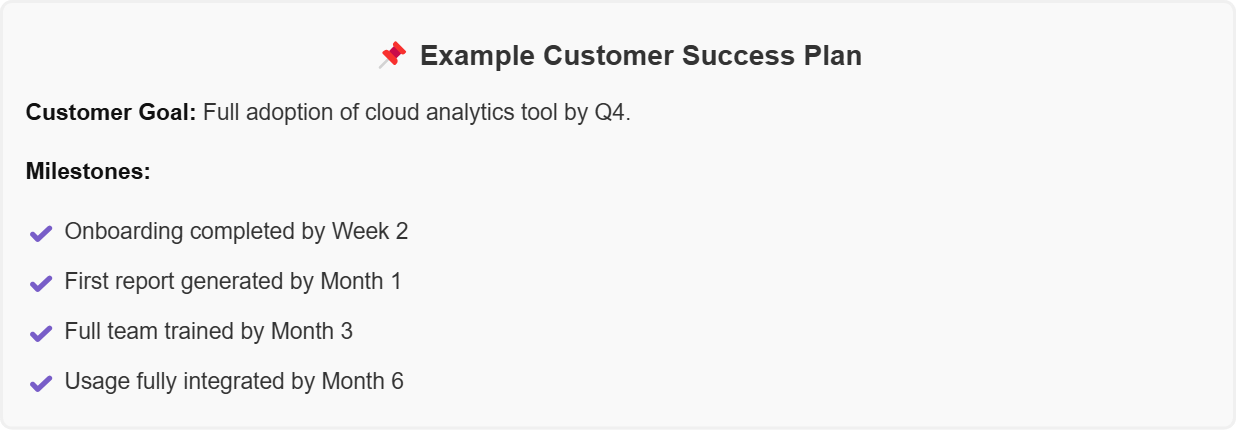 📌 Example Customer Success Plan
Customer Goal: Full adoption of cloud analytics tool by Q4.
Milestones:
✔ Onboarding completed by Week 2
✔ First report generated by Month 1
✔ Full team trained by Month 3
✔ Usage fully integrated by Month 6